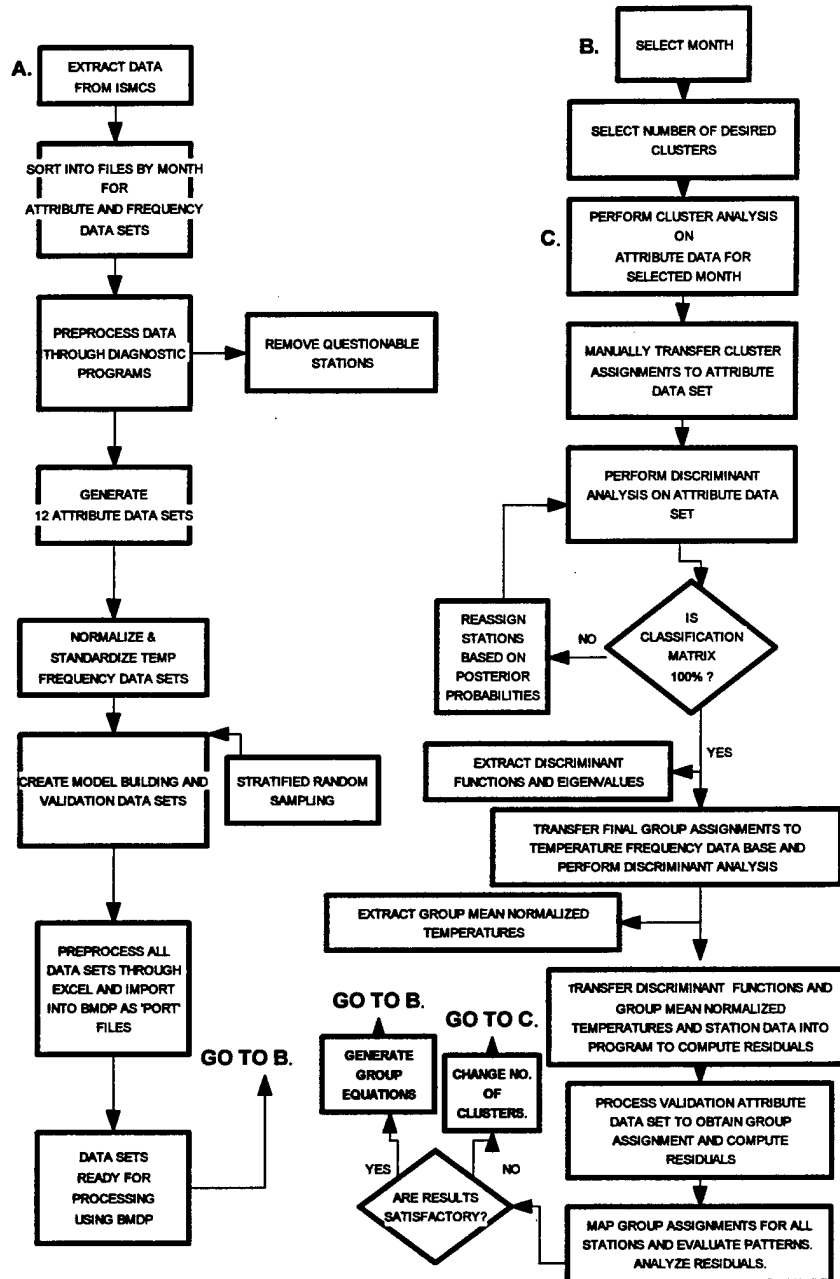 A.
EXTRACT DATA
FROM ISMCS
SORT INTO FILES BY MONTH
FOR
ATTRIBUTE AND FREQUENCY
DATA SETS
PREPROCESS DATA
THROUGH DIAGNOSTIC
PROGRAMS
REMOVE QUESTIONABLE
STATIONS
GENERATE
12 ATTRIBUTE DATA SETS
NORMALIZE &
STANDARDIZE TEMP
FREQUENCY DATA SETS
CREATE MODEL BUILDING AND
VALIDATION DATA SETS
STRATIFIED RANDOM
SAMPLING
PREPROCESS ALL
DATA SETS THROUGH
EXCEL AND IMPORT
INTO BMDP AS 'PORT'
FILES
GO TO B.
DATA SETS
READY FOR
PROCESSING
USING BMDP
B.
SELECT MONTH
SELECT NUMBER OF DESIRED
CLUSTERS
C.
PERFORM CLUSTER ANALYSIS
ON
ATTRIBUTE DATA FOR
SELECTED MONTH
MANUALLY TRANSFER CLUSTER
ASSIGNMENTS TO ATTRIBUTE
DATA SET
PERFORM DISCRIMINANT
ANALYSIS ON ATTRIBUTE DATA
SET
IS
CLASSIFICATION
MATRIX
100% ?
NO
REASSIGN
STATIONS
BASED ON
POSTERIOR
PROBABILITIES
YES
EXTRACT DISCRIMINANT
FUNCTIONS AND EIGENVALUES
TRANSFER FINAL GROUP ASSIGNMENTS TO
TEMPERATURE FREQUENCY DATA BASE AND
PERFORM DISCRIMINANT ANALYSIS
EXTRACT GROUP MEAN NORMALIZED
TEMPERATURES
TRANSFER DISCRIMINANT FUNCTIONS AND
GROUP MEAN NORMALIZED
TEMPERATURES AND STATION DATA INTO
PROGRAM TO COMPUTE RESIDUALS
PROCESS VALIDATION ATTRIBUTE
DATA SET TO OBTAIN GROUP
ASSIGNMENT AND COMPUTE
RESIDUALS
MAP GROUP ASSIGNMENTS FOR ALL
STATIONS AND EVALUATE PATTERNS.
ANALYZE RESIDUALS.
ARE RESULTS
SATISFACTORY?
YES
NO
GENERATE
GROUP
EQUATIONS
GO TO B.
CHANGE NO.
OF
CLUSTERS.
GO TO C.